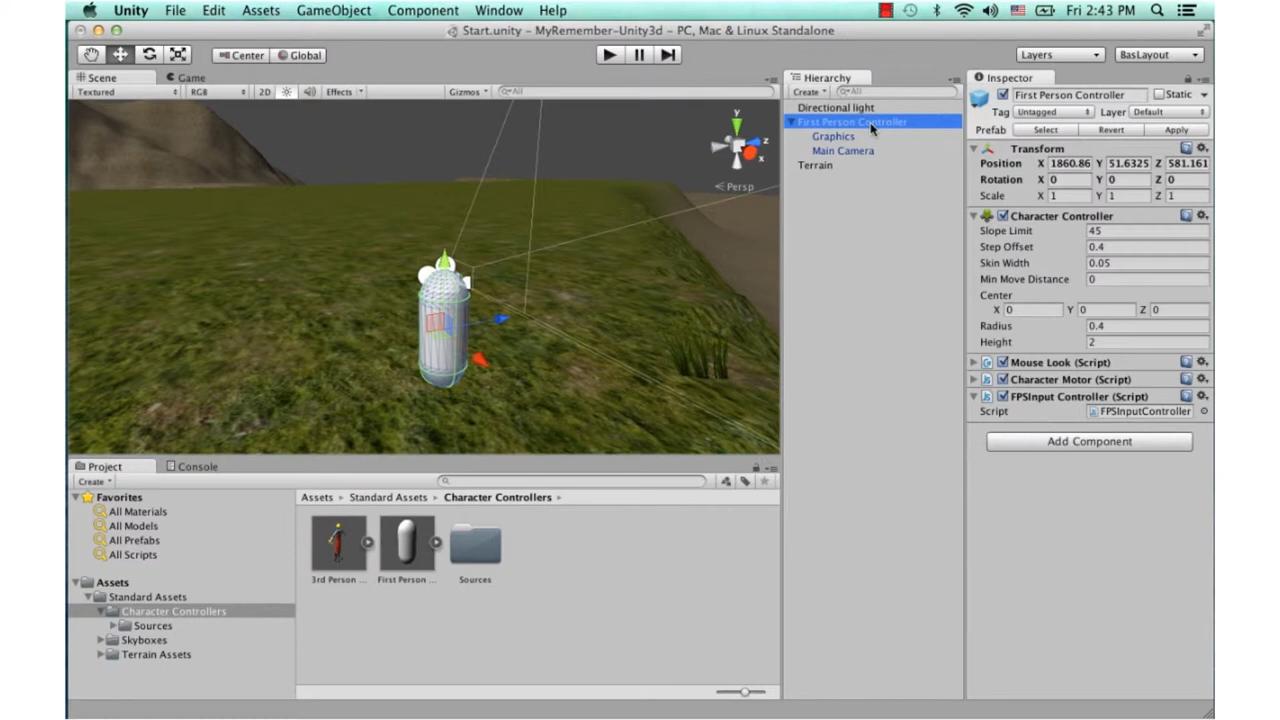 Unity File Edit Assets GameObject Component Window Help Fri 2:43 PM
Start.unity – MyRemember-Unity3d – PC, Mac & Linux Standalone
Center Global Layers BasLayout
Scene Game
Textured RGB 2D Effects Gizmos All
y
z
x
Persp
Hierarchy
Create All
Directional light
First Person Controller
Graphics
Main Camera
Terrain
Inspector
First Person Controller Static
Tag Untagged Layer Default
Prefab Select Revert Apply
Transform
Position X 1860.86 Y 51.6325 Z 581.161
Rotation X 0 Y 0 Z 0
Scale X 1 Y 1 Z 1
Character Controller
Slope Limit 45
Step Offset 0.4
Skin Width 0.05
Min Move Distance 0
Center
X 0 Y 0 Z 0
Radius 0.4
Height 2
Mouse Look (Script)
Character Motor (Script)
FPSInput Controller (Script)
Script FPSInputController
Add Component
Project Console
Create
Favorites
All Materials
All Models
All Prefabs
All Scripts
Assets
Standard Assets
Character Controllers
Sources
Skyboxes
Terrain Assets
Assets Standard Assets Character Controllers
3rd Person ... First Person ... Sources